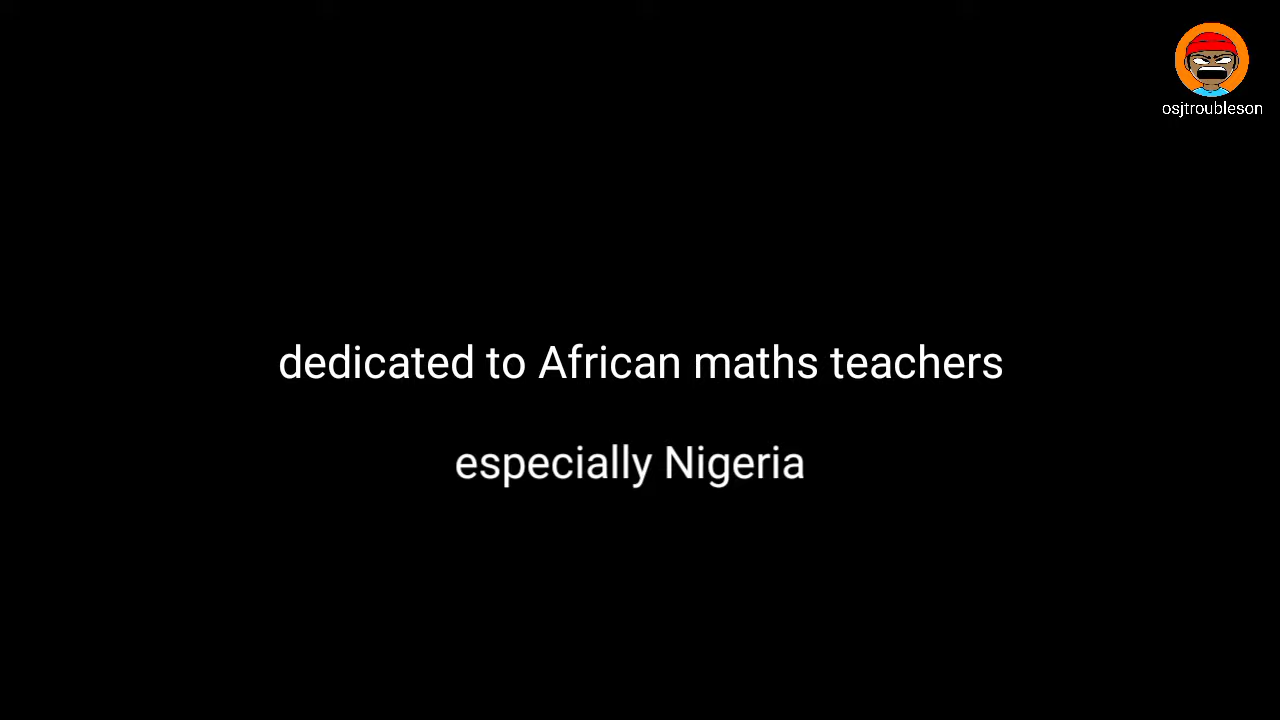 osjtroubleson
dedicated to African maths teachers
especially Nigeria